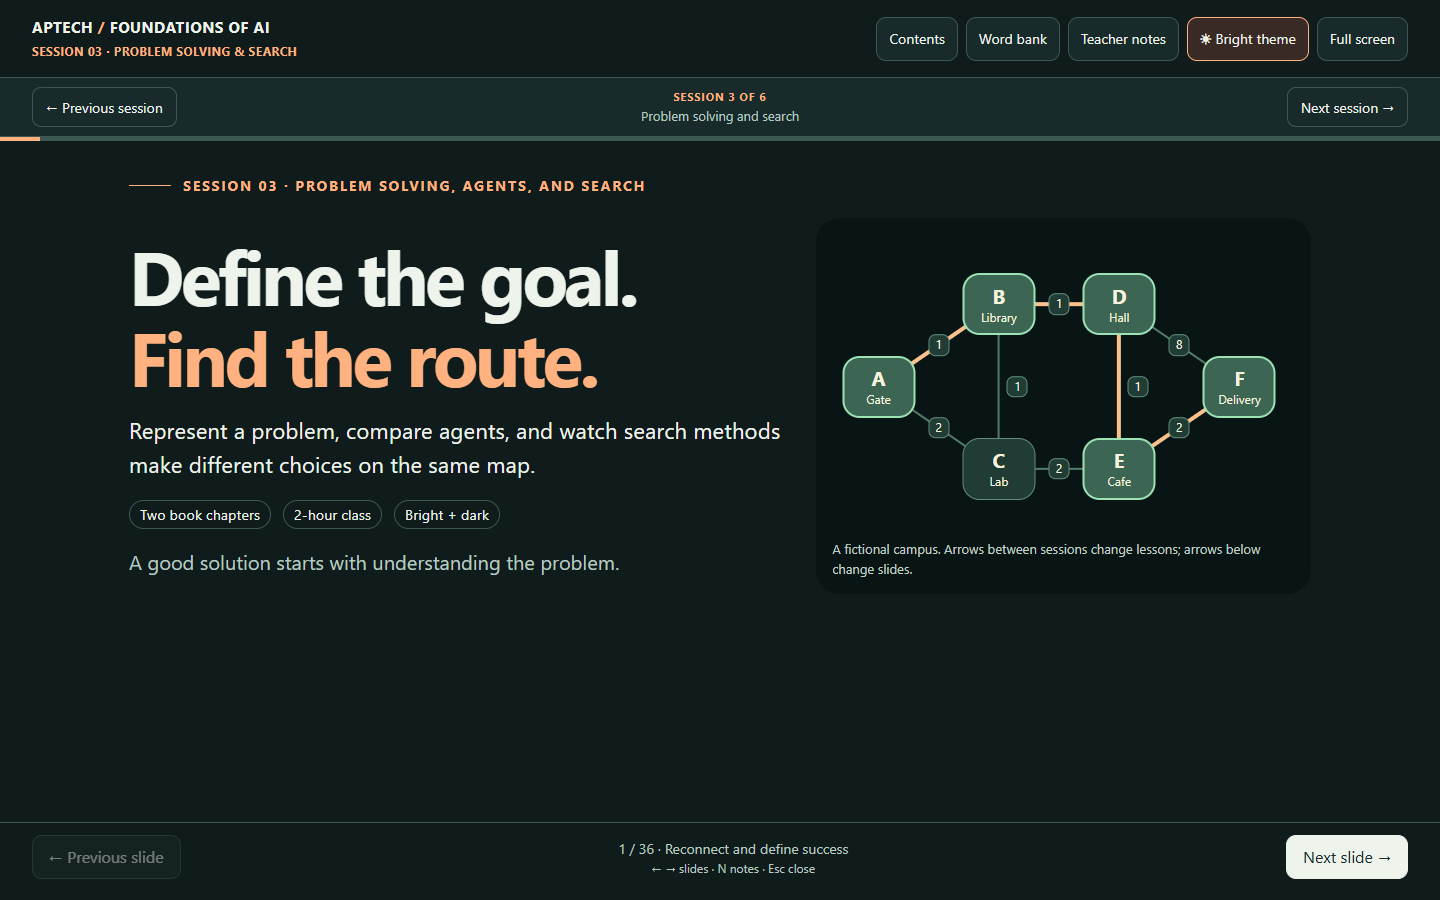 APTECH / FOUNDATIONS OF AI
SESSION 03 · PROBLEM SOLVING & SEARCH
Contents
Word bank
Teacher notes
☀ Bright theme
Full screen
← Previous session
SESSION 3 OF 6
Problem solving and search
Next session →
SESSION 03 · PROBLEM SOLVING, AGENTS, AND SEARCH
Define the goal.
Find the route.
Represent a problem, compare agents, and watch search methods
make different choices on the same map.
Two book chapters
2-hour class
Bright + dark
A good solution starts with understanding the problem.
B
Library
1
D
Hall
1
8
A
Gate
1
1
F
Delivery
2
2
C
Lab
2
E
Cafe
A fictional campus. Arrows between sessions change lessons; arrows below
change slides.
← Previous slide
1 / 36 · Reconnect and define success
← → slides · N notes · Esc close
Next slide →